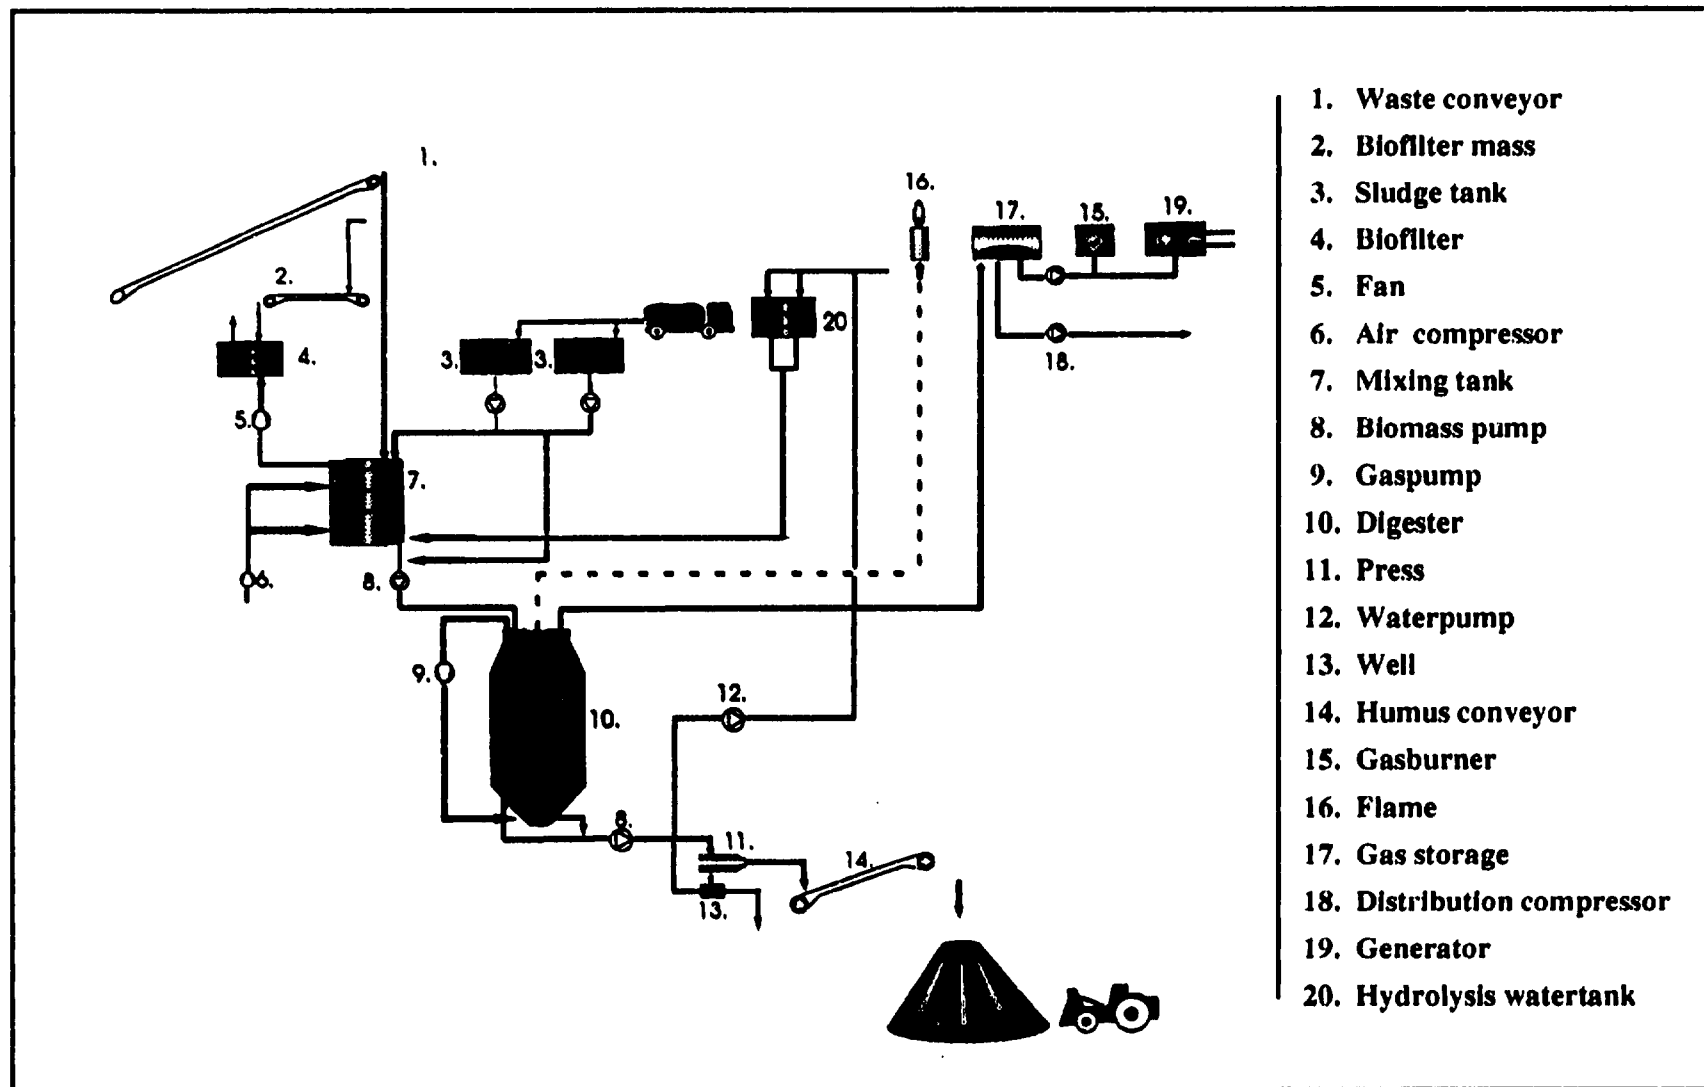 1.
16.
17.
15.
19.
2.
20
3.
3.
4.
18.
5.
7.
6.
8.
9.
12.
10.
8.
11.
14.
13.
1. Waste conveyor
2. Biofilter mass
3. Sludge tank
4. Biofilter
5. Fan
6. Air compressor
7. Mixing tank
8. Biomass pump
9. Gaspump
10. Digester
11. Press
12. Waterpump
13. Well
14. Humus conveyor
15. Gasburner
16. Flame
17. Gas storage
18. Distribution compressor
19. Generator
20. Hydrolysis watertank